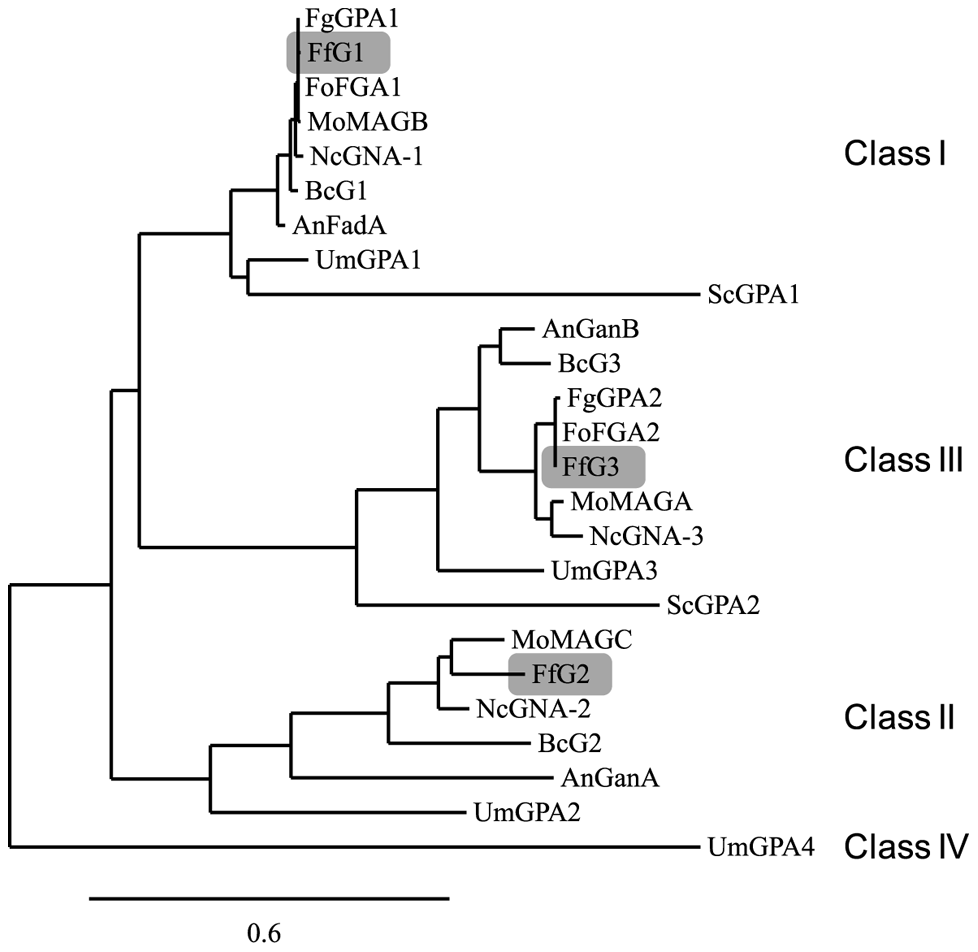 FgGPA1
FfG1
FoFGA1
MoMAGB
NcGNA-1
Class I
BcG1
AnFadA
UmGPA1
ScGPA1
AnGanB
BcG3
FgGPA2
FoFGA2
FfG3
Class III
MoMAGA
NcGNA-3
UmGPA3
ScGPA2
MoMAGC
FfG2
NcGNA-2
Class II
BcG2
AnGanA
UmGPA2
UmGPA4 Class IV
0.6